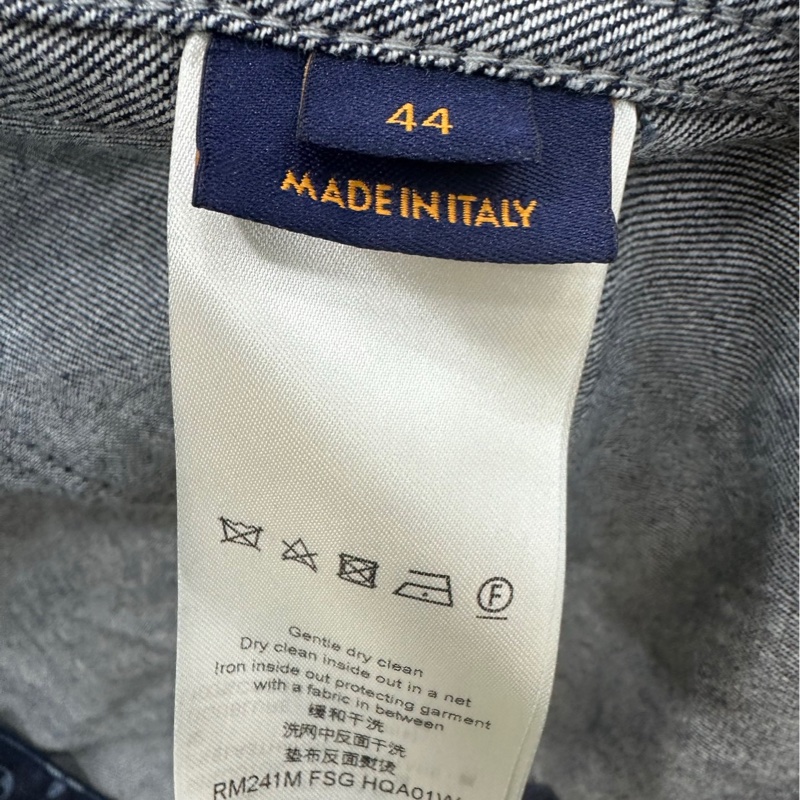 44
MADE IN ITALY
F
Gentle dry clean
Dry clean inside out in a net
Iron inside out protecting garment
with a fabric in between
缓和干洗
洗网中反面干洗
垫布反面熨烫
RM241M FSG HQA01W